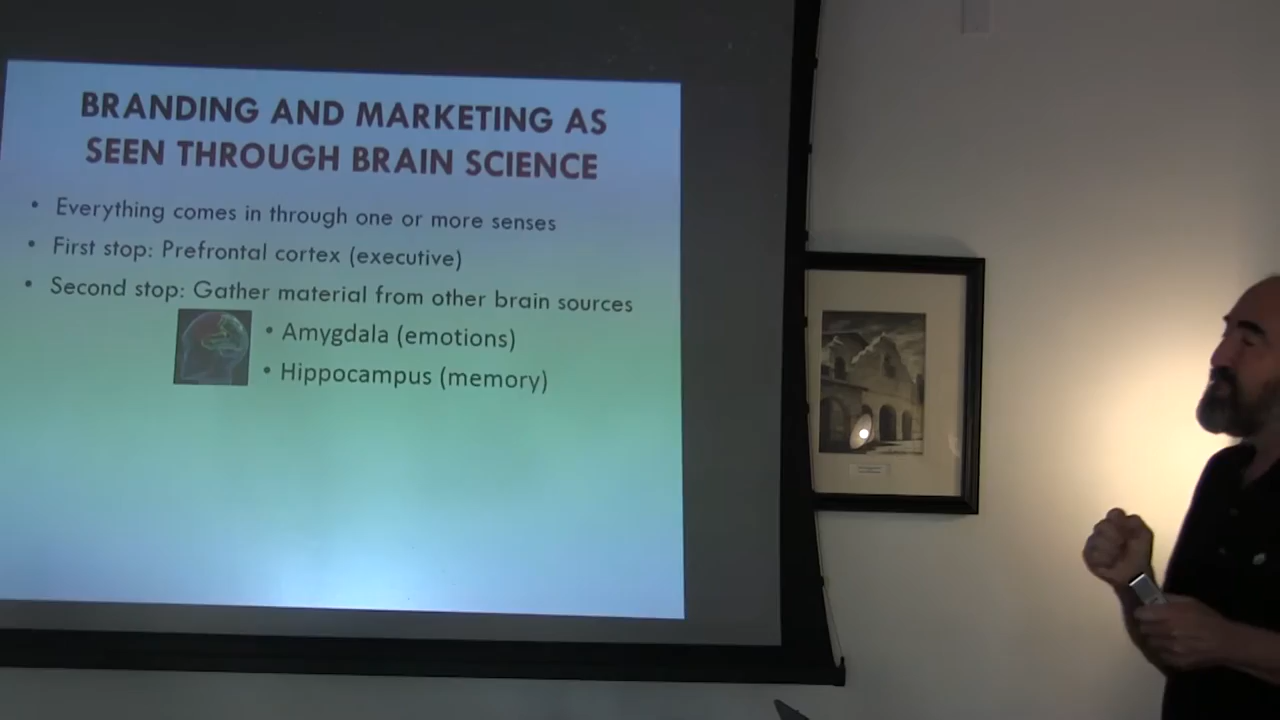 BRANDING AND MARKETING AS
SEEN THROUGH BRAIN SCIENCE
• Everything comes in through one or more senses
• First stop: Prefrontal cortex (executive)
• Second stop: Gather material from other brain sources
• Amygdala (emotions)
• Hippocampus (memory)